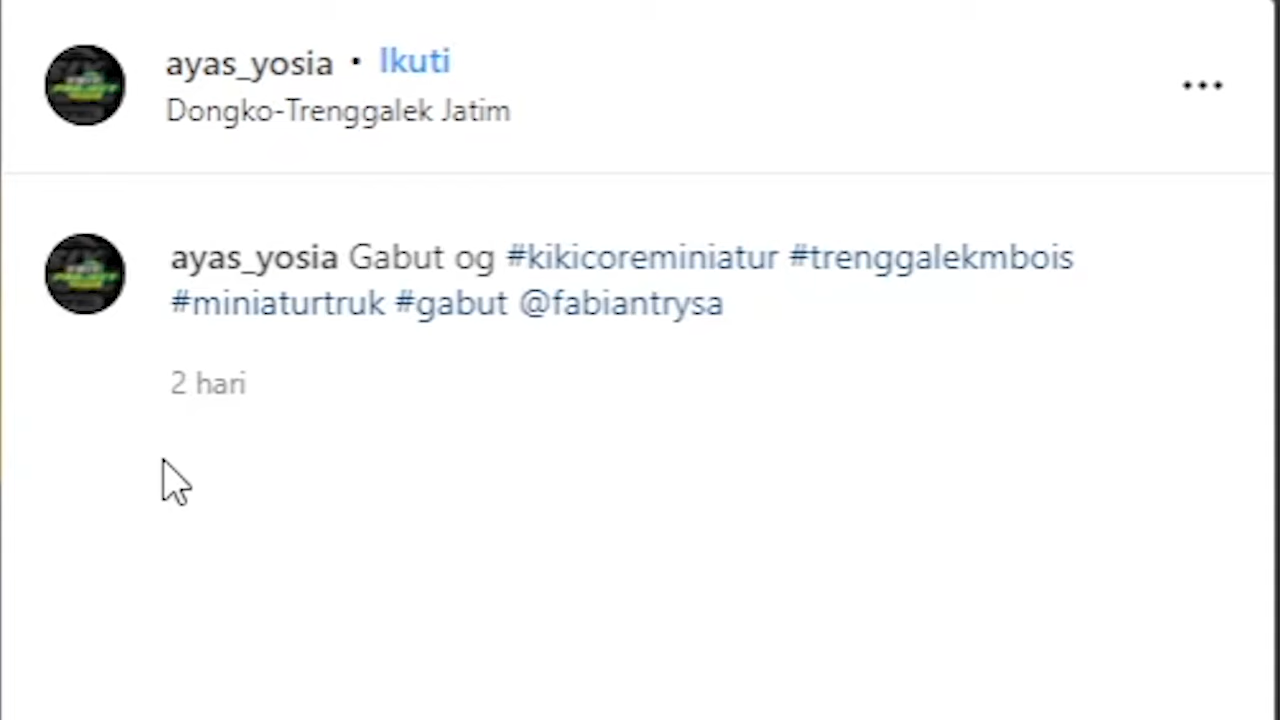 ayas_yosia • Ikuti
Dongko-Trenggalek Jatim
ayas_yosia Gabut og #kikicoreminiatur #trenggalekmbois
#miniaturtruk #gabut @fabiantrysa
2 hari